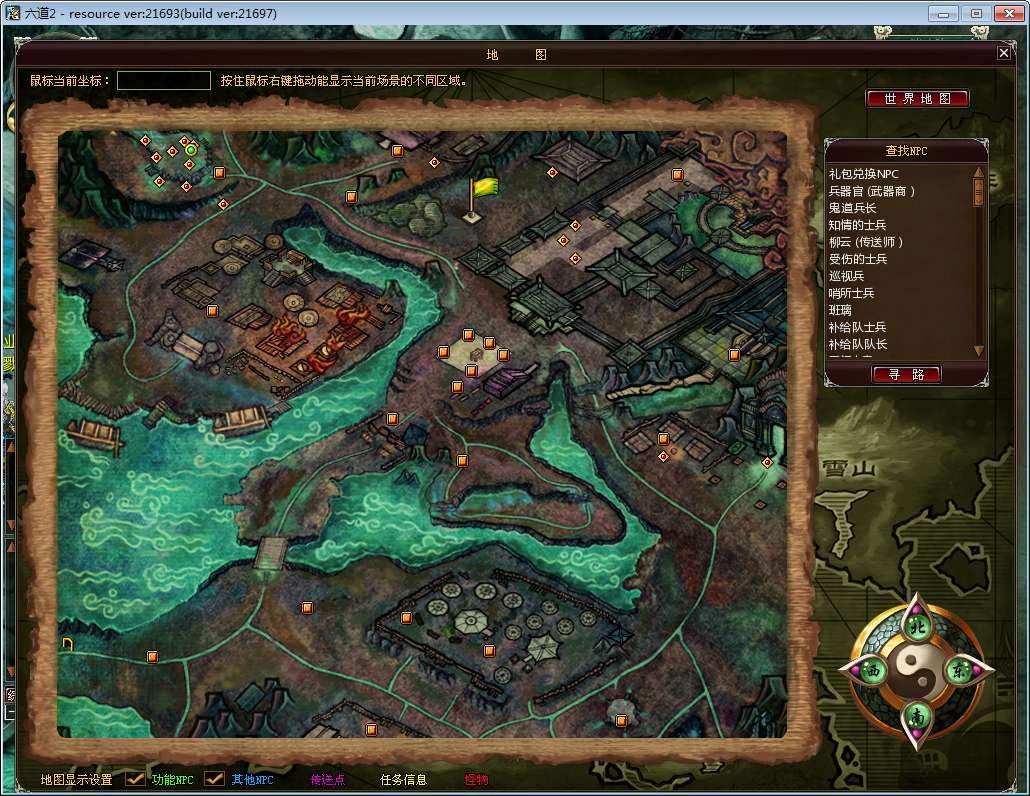 六道2 - resource ver:21693(build ver:21697)
地 图
鼠标当前坐标：
按住鼠标右键拖动能显示当前场景的不同区域。
世界地图
查找NPC
礼包兑换NPC
兵器官（武器商）
鬼道兵长
知情的士兵
柳云（传送师）
受伤的士兵
巡视兵
哨所士兵
班璃
补给队士兵
补给队队长
寻 路
雪山
北
西
东
南
地图显示设置
功能NPC
其他NPC
传送点
任务信息
怪物